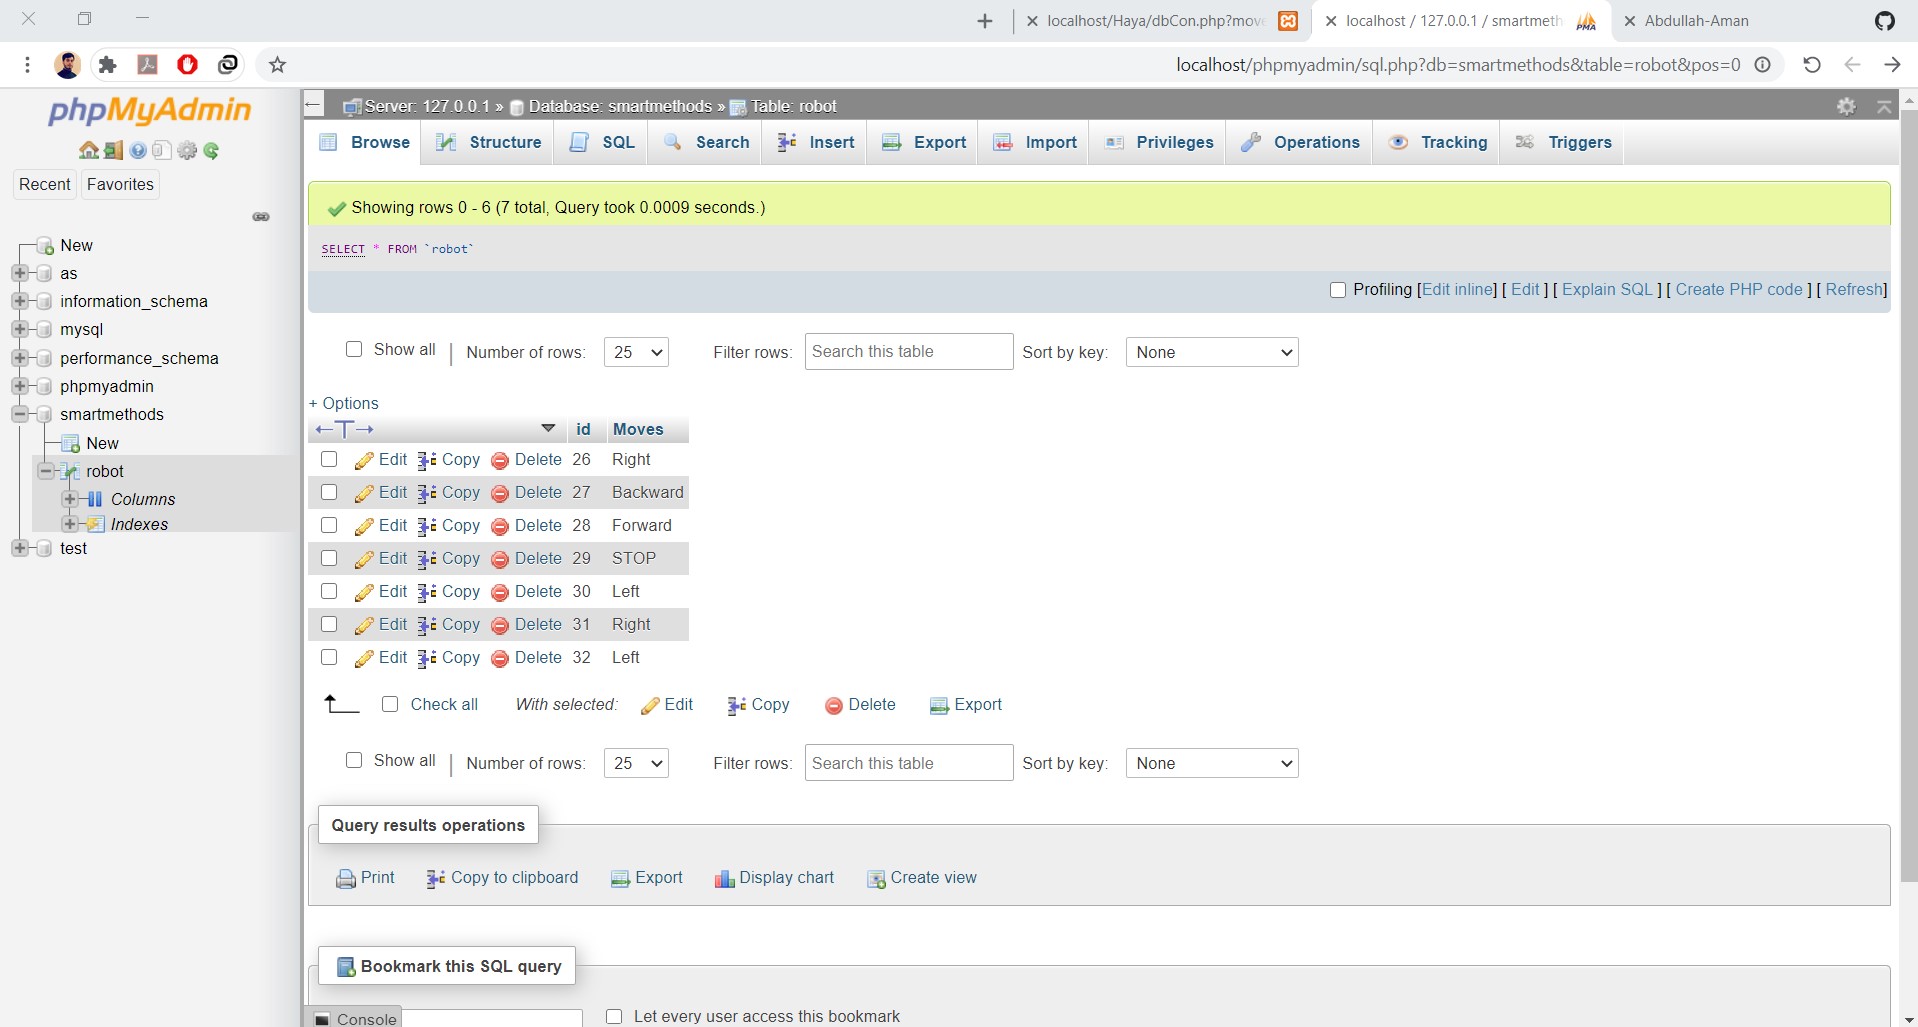 localhost/Haya/dbCon.php?move
localhost / 127.0.0.1 / smartmeth
PMA
Abdullah-Aman
localhost/phpmyadmin/sql.php?db=smartmethods&table=robot&pos=0
phpMyAdmin
Recent
Favorites
New
as
information_schema
mysql
performance_schema
phpmyadmin
smartmethods
New
robot
Columns
Indexes
test
Server: 127.0.0.1 » Database: smartmethods » Table: robot
Browse Structure SQL Search Insert Export Import Privileges Operations Tracking Triggers
Showing rows 0 - 6 (7 total, Query took 0.0009 seconds.)
SELECT * FROM `robot`
Profiling [Edit inline] [ Edit ] [ Explain SQL ] [ Create PHP code ] [ Refresh]
Show all | Number of rows: 25 Filter rows: Search this table Sort by key: None
+ Options
←T→ id Moves
Edit Copy Delete 26 Right
Edit Copy Delete 27 Backward
Edit Copy Delete 28 Forward
Edit Copy Delete 29 STOP
Edit Copy Delete 30 Left
Edit Copy Delete 31 Right
Edit Copy Delete 32 Left
Check all With selected: Edit Copy Delete Export
Show all | Number of rows: 25 Filter rows: Search this table Sort by key: None
Query results operations
Print Copy to clipboard Export Display chart Create view
Bookmark this SQL query
Console
Let every user access this bookmark